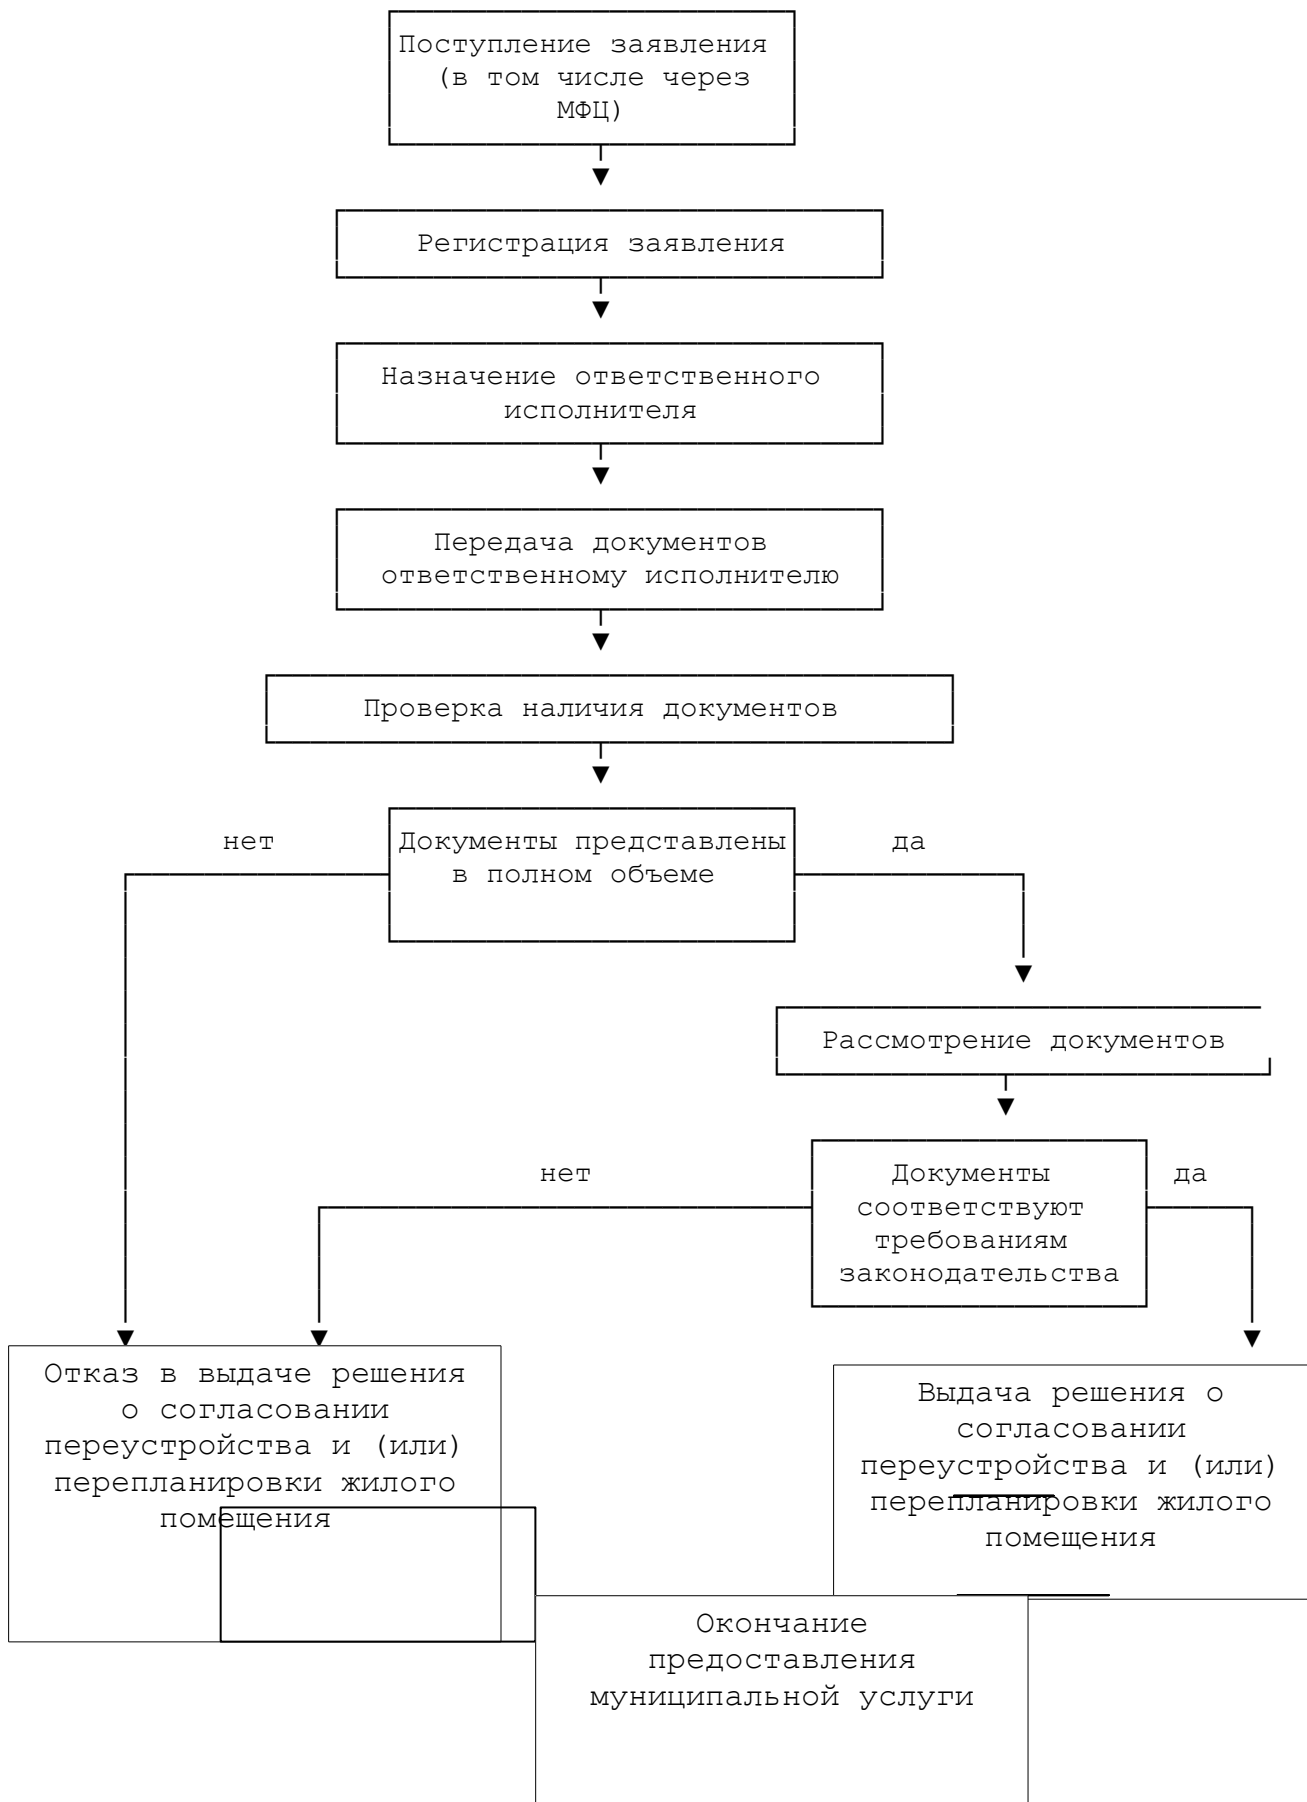 Поступление заявления
(в том числе через
МФЦ)
Регистрация заявления
Назначение ответственного
исполнителя
Передача документов
ответственному исполнителю
Проверка наличия документов
нет
Документы представлены
в полном объеме
да
Рассмотрение документов
нет
Документы
соответствуют
требованиям
законодательства
да
Отказ в выдаче решения
о согласовании
переустройства и (или)
перепланировки жилого
помещения
Выдача решения о
согласовании
переустройства и (или)
перепланировки жилого
помещения
Окончание
предоставления
муниципальной услуги